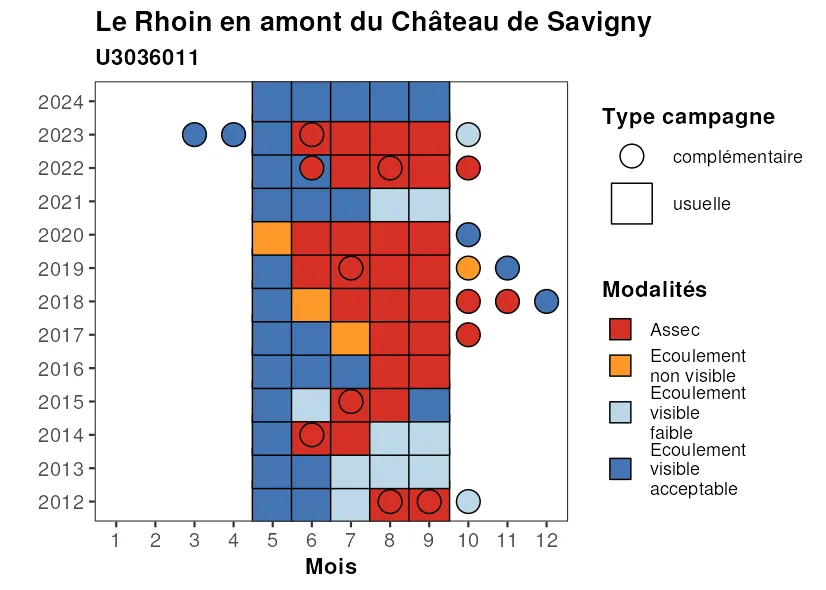 Le Rhoin en amont du Château de Savigny
U3036011
2024
2023
2022
2021
2020
2019
2018
2017
2016
2015
2014
2013
2012
1 2 3 4 5 6 7 8 9 10 11 12
Mois
Type campagne
complémentaire
usuelle
Modalités
Assec
Ecoulement
non visible
Ecoulement
visible
faible
Ecoulement
visible
acceptable